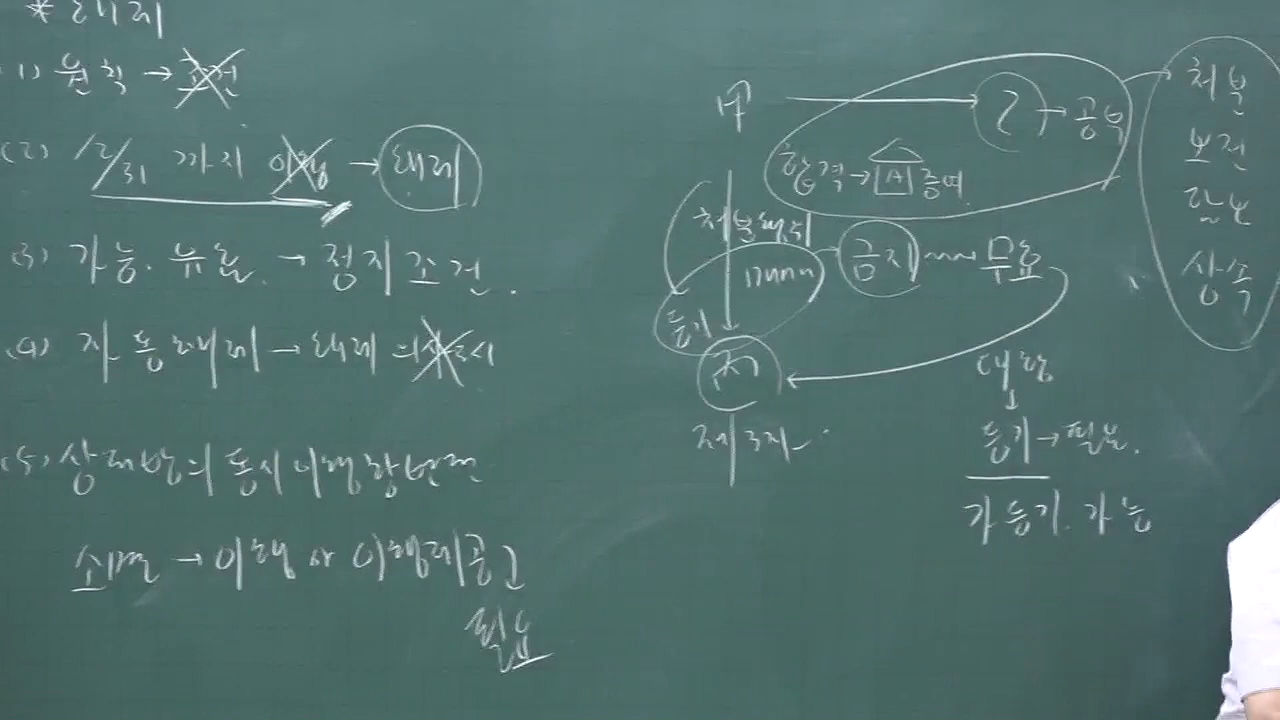 * 해제
(1) 원칙 → 조건
(2) 12/31 까지 이행 → 해제
(3) 가능. 유효. → 정지조건.
(4) 자동해제 → 해제 의사표시
(5) 상대방의 동시이행항변권
소멸 → 이행 or 이행제공
필요
甲 → 乙 → 공부
합격 → A 증여
처분행위
금지 무효
등기
丙
제3자
처분
보전
담보
상속
대항
등기 → 필요.
가등기. 가능